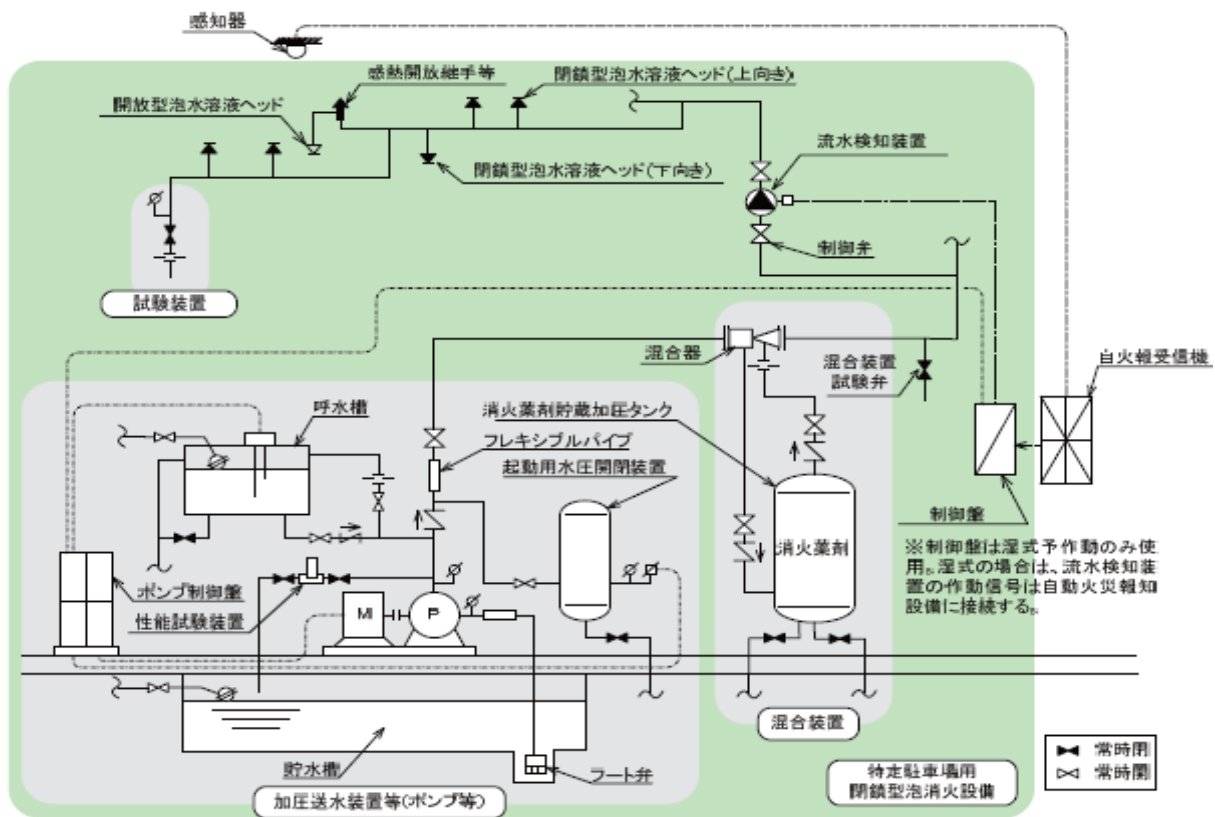 感知器
感熱開放継手等
閉鎖型泡水溶液ヘッド(上向き)
開放型泡水溶液ヘッド
流水検知装置
閉鎖型泡水溶液ヘッド(下向き)
制御弁
試験装置
混合器
混合装置
試験弁
自火報受信機
呼水槽
消火薬剤貯蔵加圧タンク
フレキシブルパイプ
起動用水圧開閉装置
制御盤
消火薬剤
※制御盤は湿式予作動のみ使
用。湿式の場合は、流水検知装
置の作動信号は自動火災報知
設備に接続する。
ポンプ制御盤
性能試験装置
M
P
混合装置
常時閉
常時開
貯水槽
フート弁
特定駐車場用
閉鎖型泡消火設備
加圧送水装置等(ポンプ等)